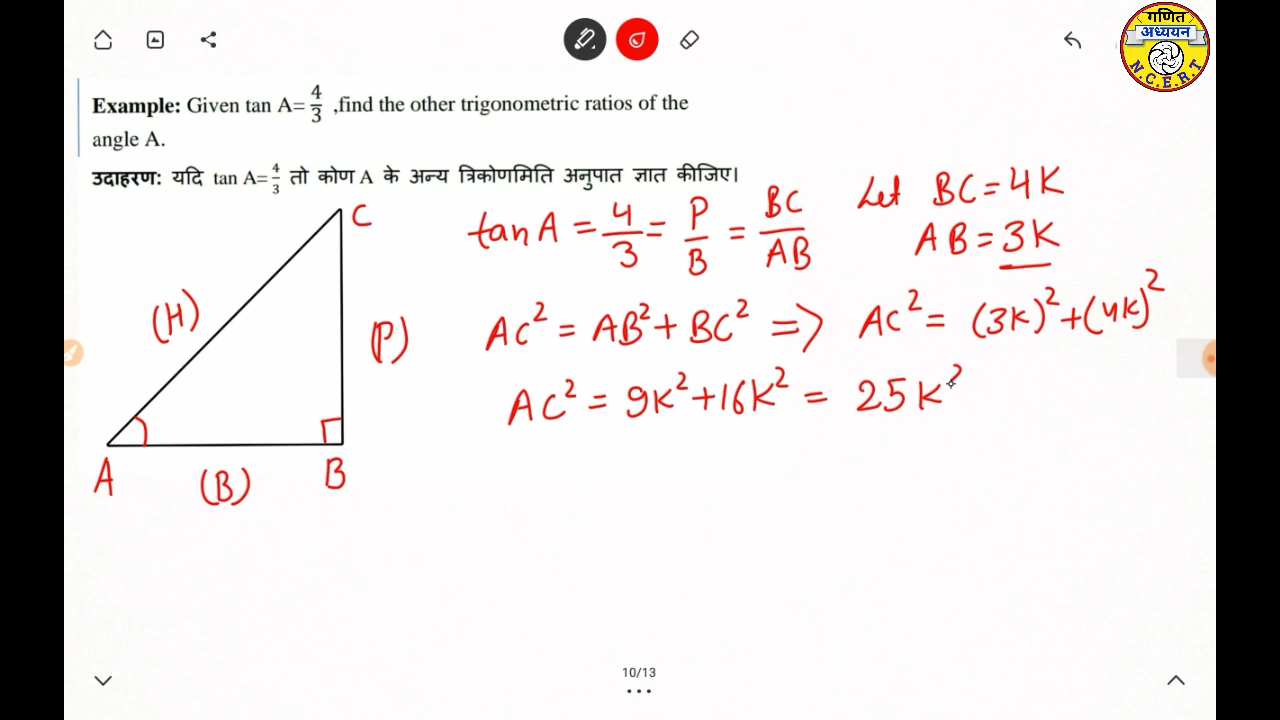 गणित
अध्ययन
N.C.E.R.T
Example: Given tan A= 4/3 ,find the other trigonometric ratios of the
angle A.
उदाहरण: यदि tan A= 4/3 तो कोण A के अन्य त्रिकोणमिति अनुपात ज्ञात कीजिए।
tan A = 4/3 = P/B = BC/AB
Let BC = 4K
AB = 3K
C
(H)
(P)
A
(B)
B
AC² = AB² + BC² => AC² = (3K)² + (4K)²
AC² = 9K² + 16K² = 25K²
10/13